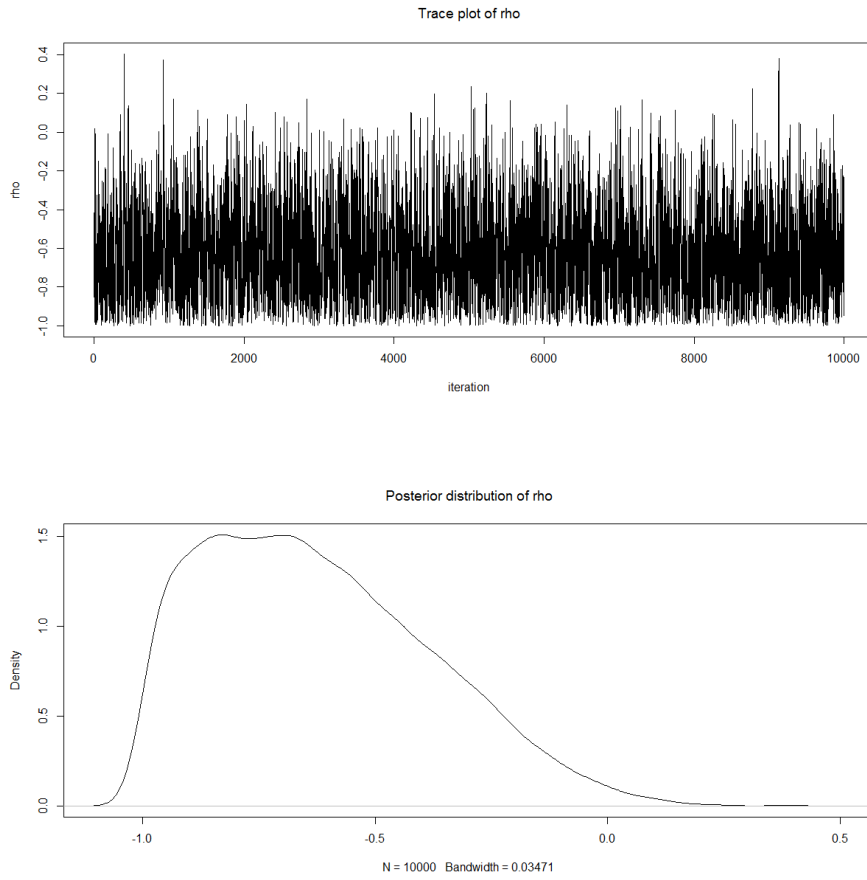 Trace plot of rho
rho
0.4
0.2
0.0
-0.2
-0.4
-0.6
-0.8
-1.0
0 2000 4000 6000 8000 10000
iteration
Posterior distribution of rho
Density
1.5
1.0
0.5
0.0
-1.0 -0.5 0.0 0.5
N = 10000 Bandwidth = 0.03471